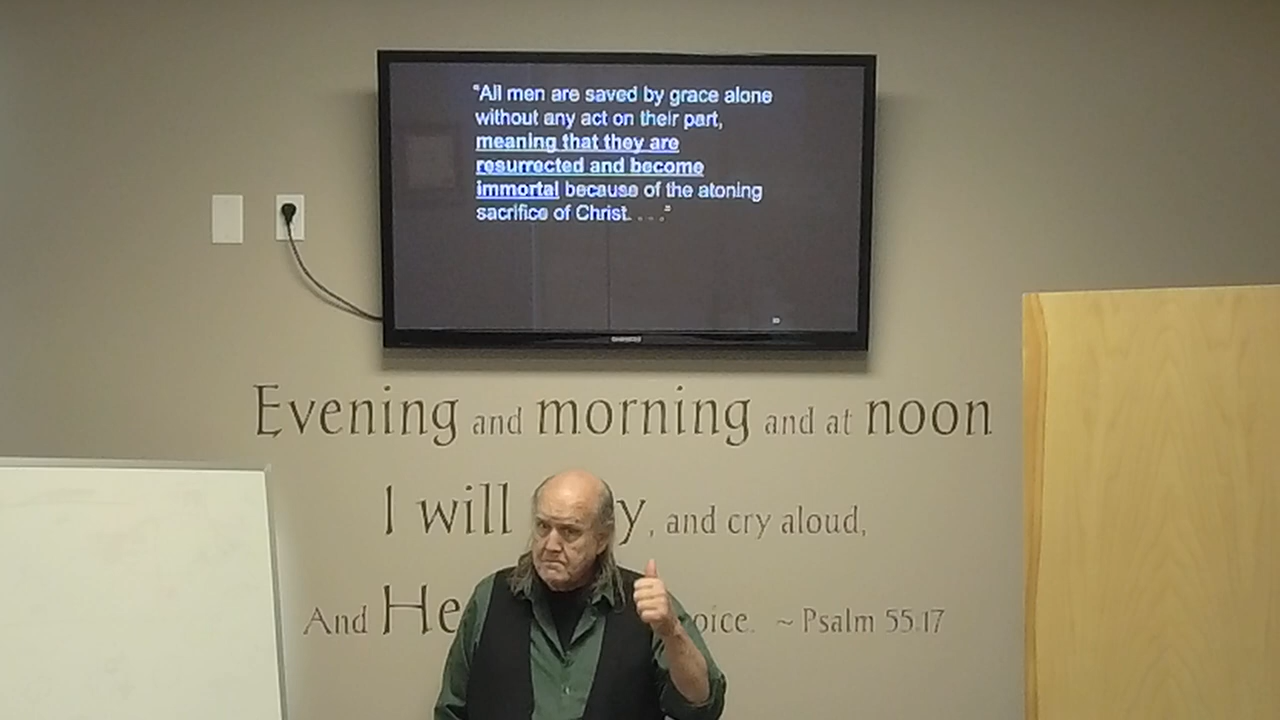 "All men are saved by grace alone
without any act on their part,
meaning that they are
resurrected and become
immortal because of the atoning
sacrifice of Christ. . . ."
Evening and morning and at noon
I will y, and cry aloud,
And He oice. ~ Psalm 55.17